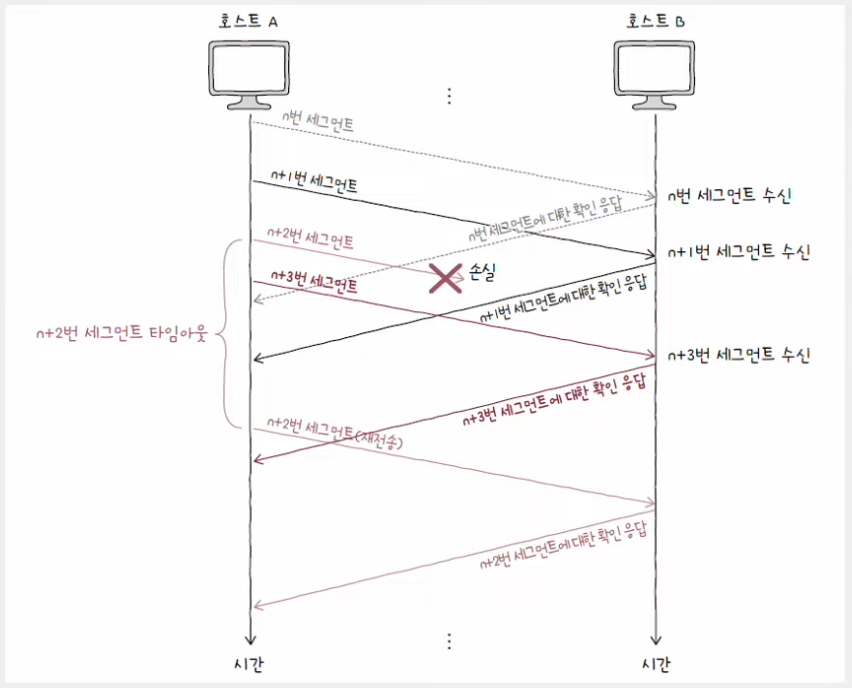 호스트 A
호스트 B
n번 세그먼트
n+1번 세그먼트
n번 세그먼트 수신
n번 세그먼트에 대한 확인 응답
n+2번 세그먼트
n+1번 세그먼트 수신
손실
n+3번 세그먼트
n+1번 세그먼트에 대한 확인 응답
n+2번 세그먼트 타임아웃
n+3번 세그먼트 수신
n+3번 세그먼트에 대한 확인 응답
n+2번 세그먼트(재전송)
n+2번 세그먼트에 대한 확인 응답
시간
시간